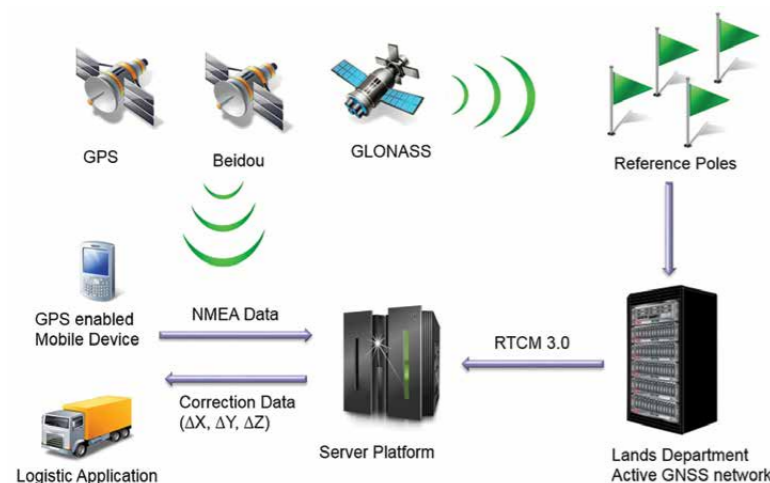 GPS
Beidou
GLONASS
Reference Poles
GPS enabled
Mobile Device
NMEA Data
RTCM 3.0
Correction Data
(ΔX, ΔY, ΔZ)
Logistic Application
Server Platform
Lands Department
Active GNSS network